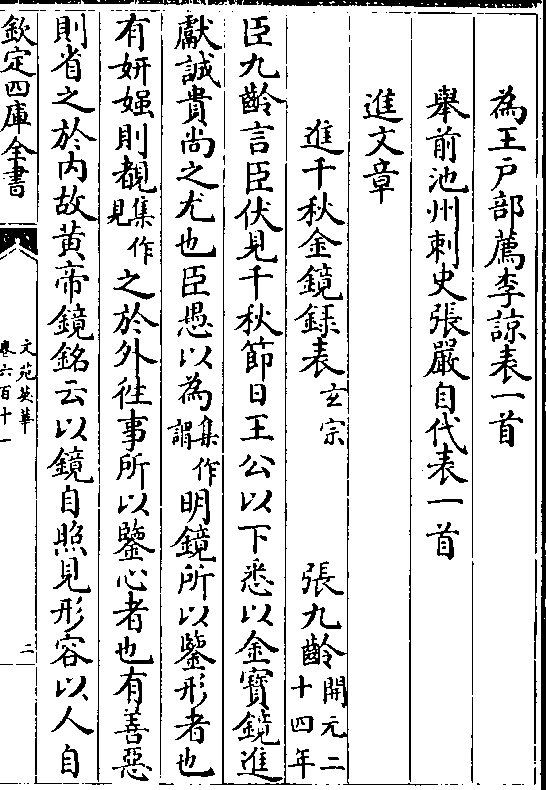 為王戸部薦李諒表一首
舉前池州刺史張嚴自代表一首
進文章
進千秋金鏡録表 玄宗 張九齡 開元二十四年
臣九齡言臣伏見千秋節日王公以下悉以金寶鏡進
獻誠貴尚之尤也臣愚以為集作謂明鏡所以鑒形者也
有妍媸則覩集作見之於外往事所以鑒心者也有善惡
則省之於内故黄帝鏡銘云以鏡自照見形容以人自
欽定四庫全書
文苑英華
卷六百十一
二